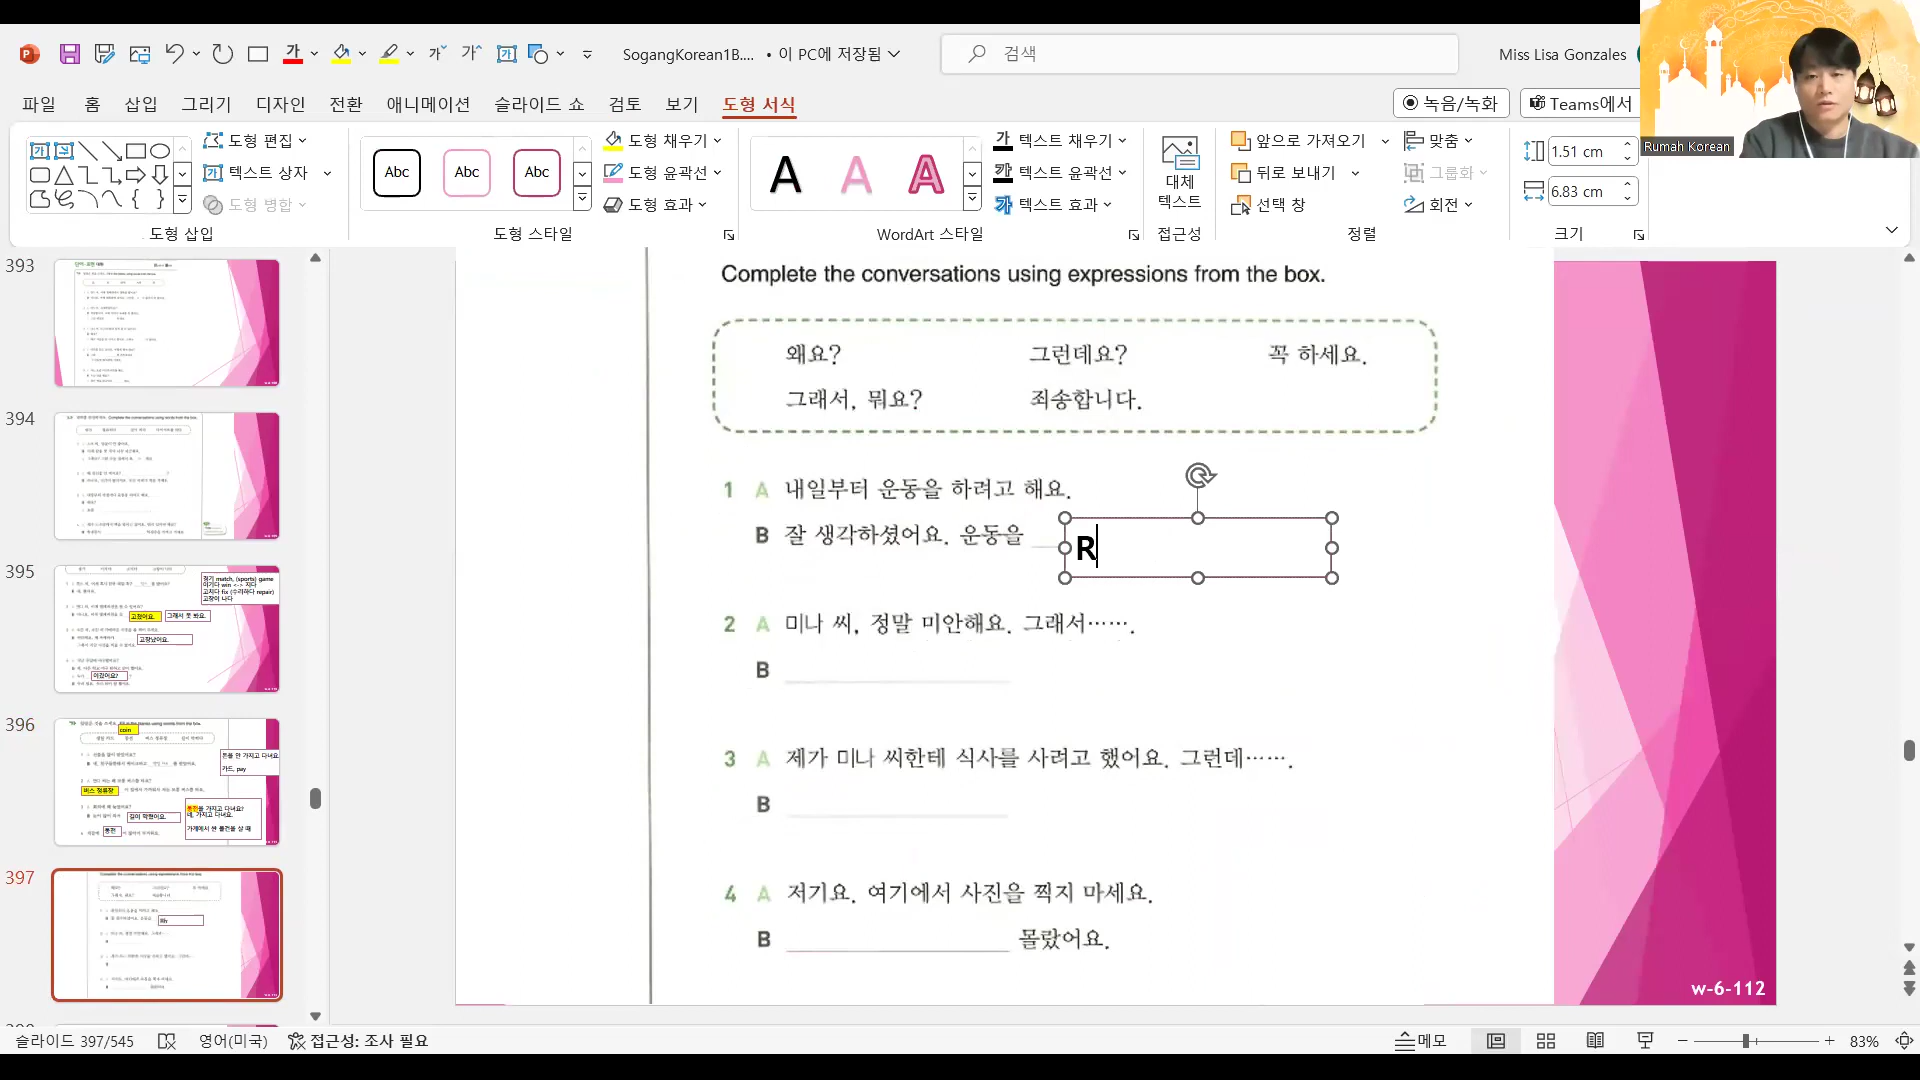 SogangKorean1B.... • 이 PC에 저장됨
검색
Miss Lisa Gonzales
파일 홈 삽입 그리기 디자인 전환 애니메이션 슬라이드 쇼 검토 보기 도형 서식
녹음/녹화 Teams에서
Rumah Korean
도형 편집
텍스트 상자
도형 병합
도형 삽입
Abc Abc Abc
도형 채우기
도형 윤곽선
도형 효과
도형 스타일
A A A
텍스트 채우기
텍스트 윤곽선
텍스트 효과
WordArt 스타일
대체
텍스트
접근성
앞으로 가져오기
뒤로 보내기
선택 창
맞춤
그룹화
회전
정렬
1.51 cm
6.83 cm
크기
393
394
395
396
397
Complete the conversations using expressions from the box.
왜요? 그런데요? 꼭 하세요.
그래서, 뭐요? 죄송합니다.
1 A 내일부터 운동을 하려고 해요.
B 잘 생각하셨어요. 운동을
R
2 A 미나 씨, 정말 미안해요. 그래서…….
B
3 A 제가 미나 씨한테 식사를 사려고 했어요. 그런데…….
B
4 A 저기요. 여기에서 사진을 찍지 마세요.
B 몰랐어요.
w-6-112
슬라이드 397/545 영어(미국) 접근성: 조사 필요
메모 83%